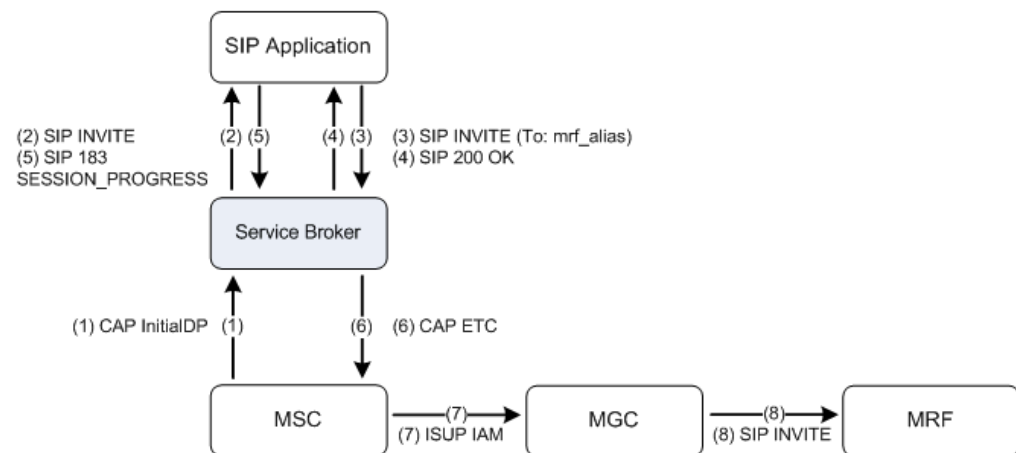 SIP Application
(2) SIP INVITE
(5) SIP 183
SESSION_PROGRESS
(2) (5)
(4) (3)
(3) SIP INVITE (To: mrf_alias)
(4) SIP 200 OK
Service Broker
(1) CAP InitialDP
(1)
(6)
(6) CAP ETC
MSC
(7)
(7) ISUP IAM
MGC
(8)
(8) SIP INVITE
MRF